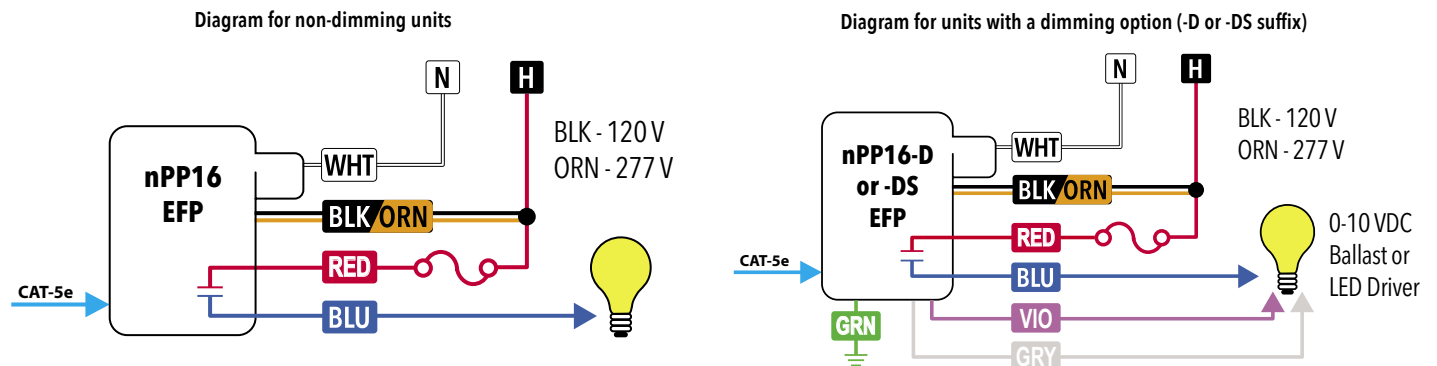 Diagram for non-dimming units
N
H
BLK - 120 V
ORN - 277 V
WHT
nPP16
EFP
BLK/ORN
RED
CAT-5e
BLU
Diagram for units with a dimming option (-D or -DS suffix)
N
H
BLK - 120 V
ORN - 277 V
WHT
nPP16-D
or -DS
EFP
BLK/ORN
RED
0-10 VDC
Ballast or
LED Driver
CAT-5e
BLU
GRN
VIO
GRY